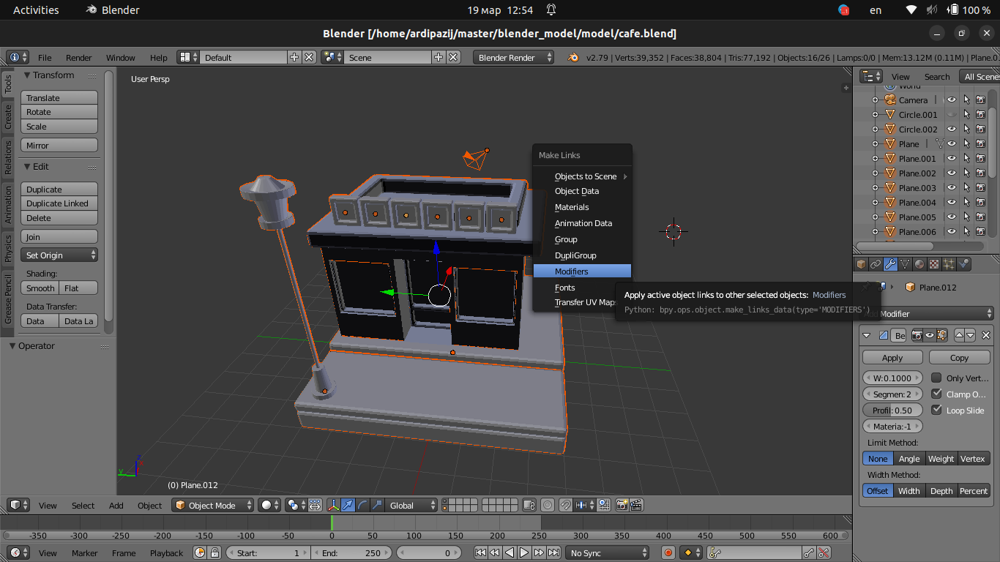 Activities Blender 19 мар 12:54 en 100 %
Blender [/home/ardipazij/master/blender_model/model/cafe.blend]
File Render Window Help Default Scene Blender Render v2.79 | Verts:39,352 | Faces:38,804 | Tris:77,192 | Objects:16/26 | Lamps:0/0 | Mem:13.12M (0.11M) | Plane.0
Tools
Create
Relations
Animation
Physics
Grease Pencil
Transform
Translate
Rotate
Scale
Mirror
Edit
Duplicate
Duplicate Linked
Delete
Join
Set Origin
Shading:
Smooth Flat
Data Transfer:
Data Data La
Operator
User Persp
Make Links
Objects to Scene
Object Data
Materials
Animation Data
Group
DupliGroup
Modifiers
Fonts
Transfer UV Maps
Apply active object links to other selected objects: Modifiers
Python: bpy.ops.object.make_links_data(type='MODIFIERS')
z
y
(0) Plane.012
View Search All Scene
World
Camera
Circle.001
Circle.002
Plane
Plane.001
Plane.002
Plane.003
Plane.004
Plane.005
Plane.006
Plane.012
Modifier
Be
Apply Copy
W:0.1000 Only Vert...
Segmen: 2 Clamp O...
Profil: 0.50 Loop Slide
Materia:-1
Limit Method:
None Angle Weight Vertex
Width Method:
Offset Width Depth Percent
View Select Add Object Object Mode Global
-350 -300 -250 -200 -150 -100 -50 0 50 100 150 200 250 300 350 400 450 500 550 600
View Marker Frame Playback Start: 1 End: 250 0 No Sync